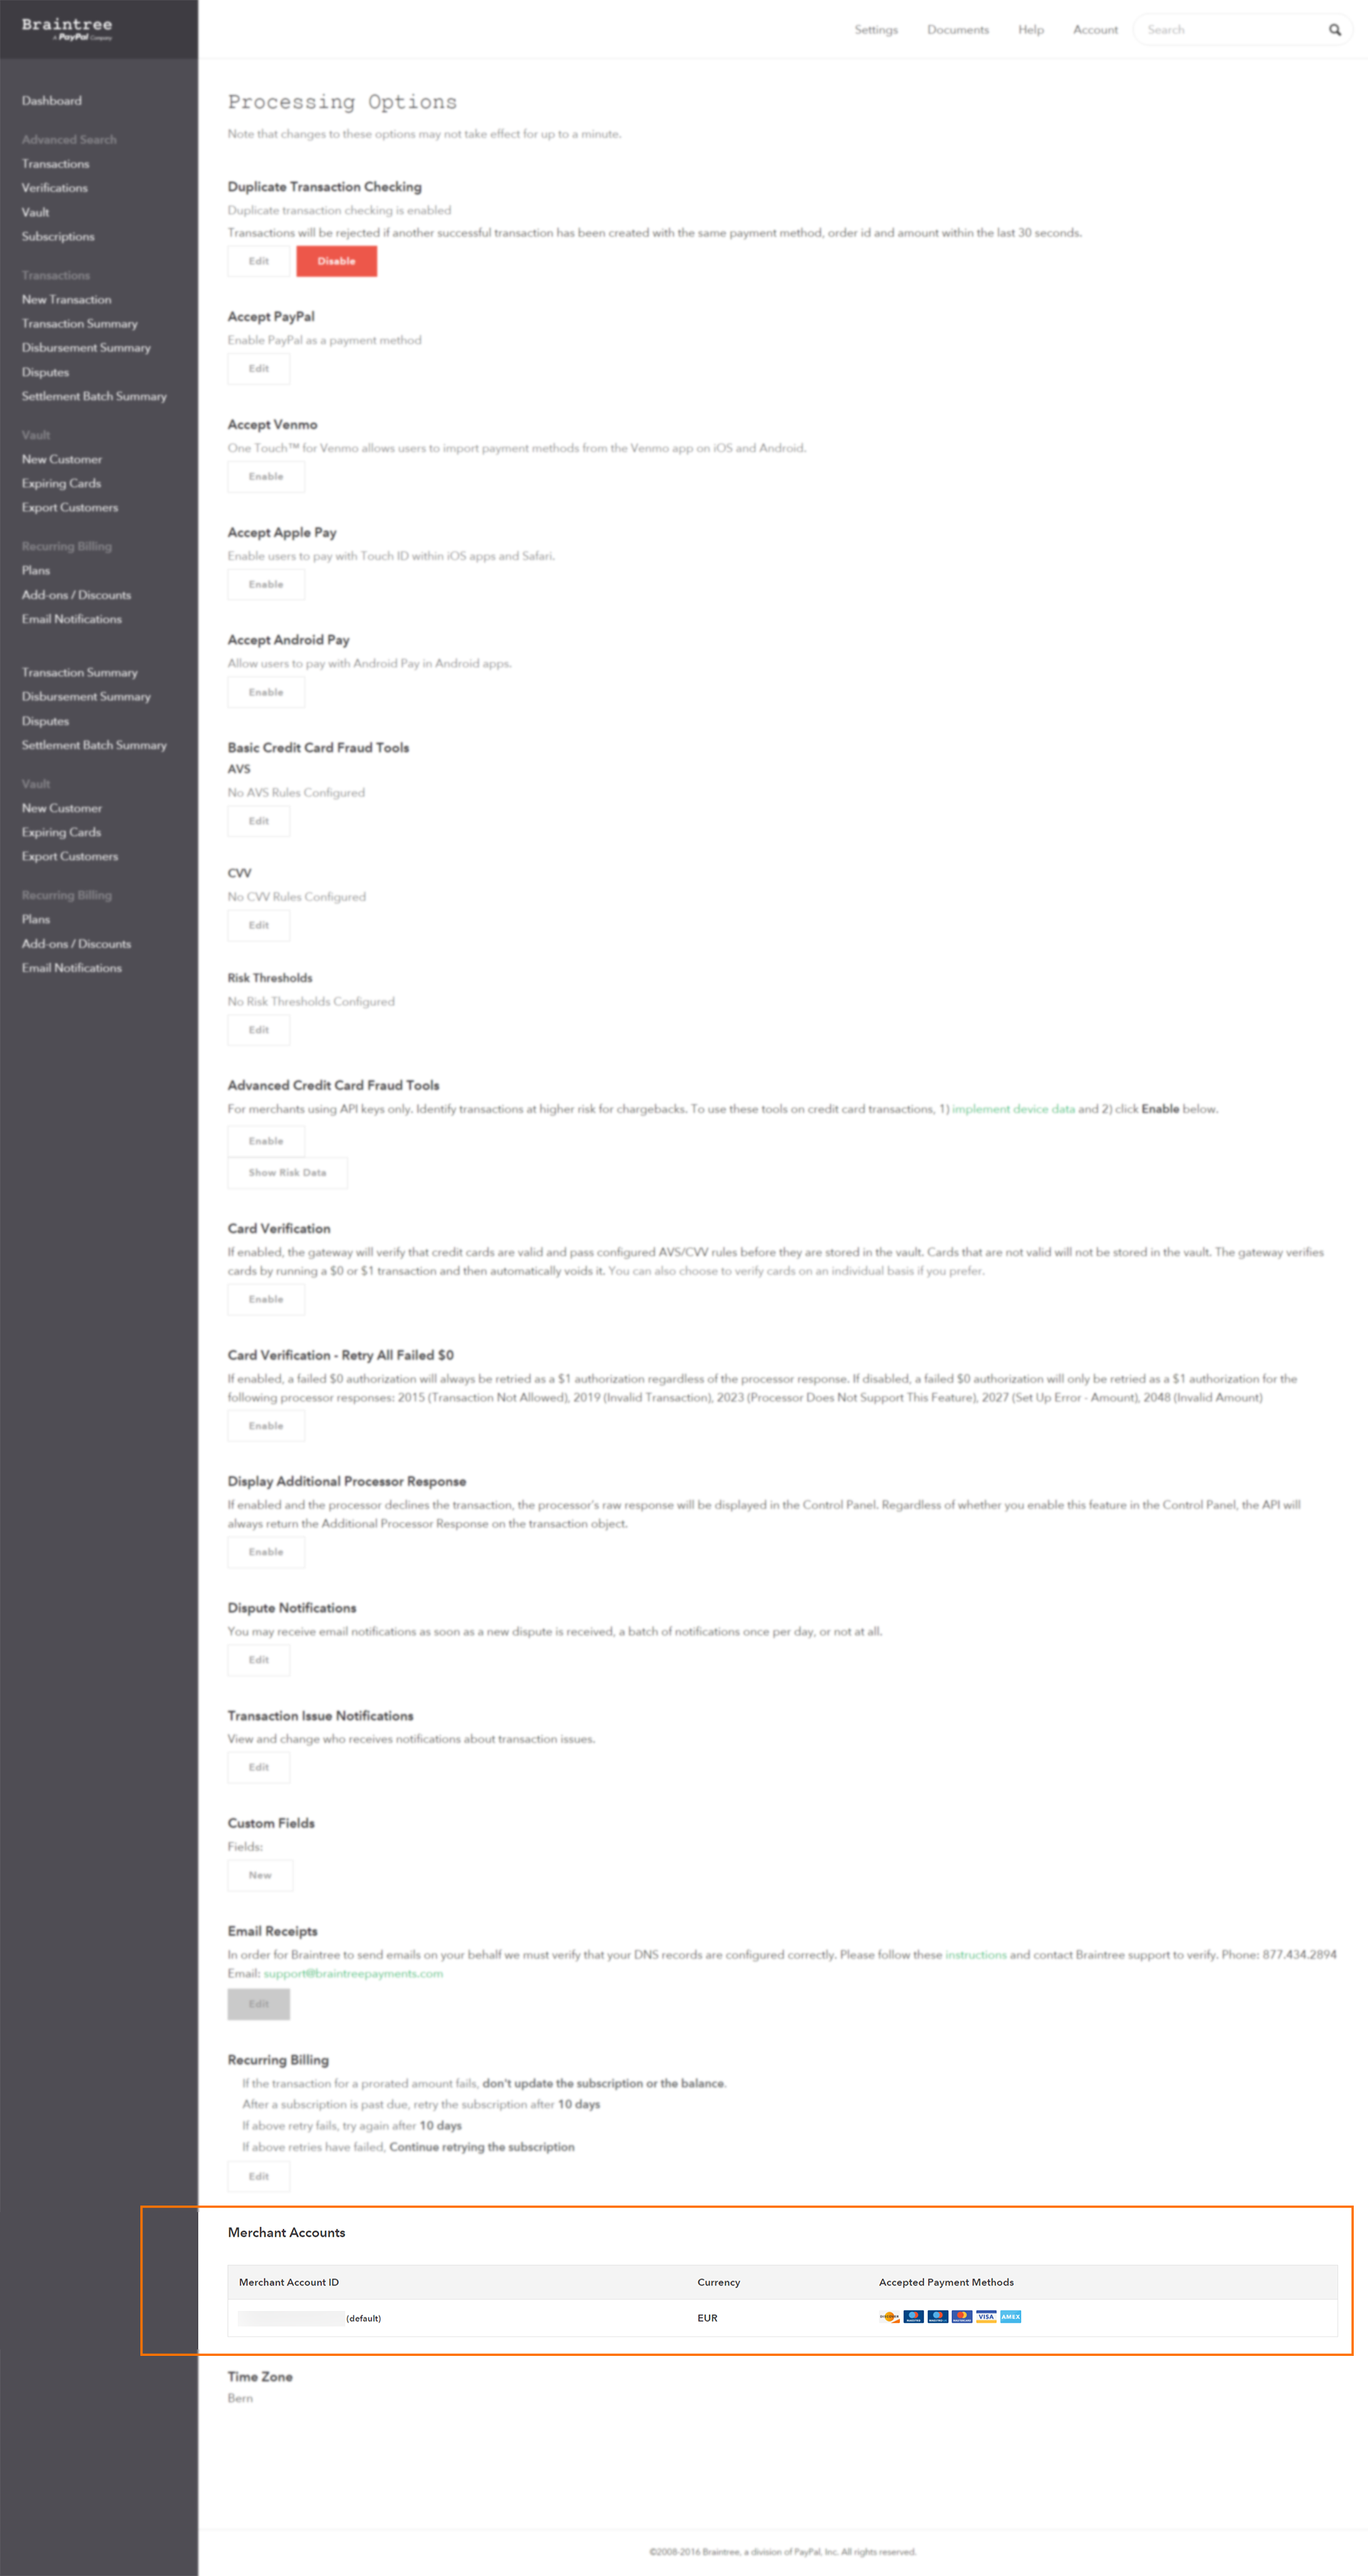 Braintree
A PayPal Company
Settings Documents Help Account Search
Dashboard
Advanced Search
Transactions
Verifications
Vault
Subscriptions
Transactions
New Transaction
Transaction Summary
Disbursement Summary
Disputes
Settlement Batch Summary
Vault
New Customer
Expiring Cards
Export Customers
Recurring Billing
Plans
Add-ons / Discounts
Email Notifications
Transaction Summary
Disbursement Summary
Disputes
Settlement Batch Summary
Vault
New Customer
Expiring Cards
Export Customers
Recurring Billing
Plans
Add-ons / Discounts
Email Notifications
Processing Options
Note that changes to these options may not take effect for up to a minute.
Duplicate Transaction Checking
Duplicate transaction checking is enabled
Transactions will be rejected if another successful transaction has been created with the same payment method, order id and amount within the last 30 seconds.
Edit Disable
Accept PayPal
Enable PayPal as a payment method
Edit
Accept Venmo
One Touch™ for Venmo allows users to import payment methods from the Venmo app on iOS and Android.
Enable
Accept Apple Pay
Enable users to pay with Touch ID within iOS apps and Safari.
Enable
Accept Android Pay
Allow users to pay with Android Pay in Android apps.
Enable
Basic Credit Card Fraud Tools
AVS
No AVS Rules Configured
Edit
CVV
No CVV Rules Configured
Edit
Risk Thresholds
No Risk Thresholds Configured
Edit
Advanced Credit Card Fraud Tools
For merchants using API keys only. Identify transactions at higher risk for chargebacks. To use these tools on credit card transactions, 1) implement device data and 2) click Enable below.
Enable
Show Risk Data
Card Verification
If enabled, the gateway will verify that credit cards are valid and pass configured AVS/CVV rules before they are stored in the vault. Cards that are not valid will not be stored in the vault. The gateway verifies
cards by running a $0 or $1 transaction and then automatically voids it. You can also choose to verify cards on an individual basis if you prefer.
Enable
Card Verification - Retry All Failed $0
If enabled, a failed $0 authorization will always be retried as a $1 authorization regardless of the processor response. If disabled, a failed $0 authorization will only be retried as a $1 authorization for the
following processor responses: 2015 (Transaction Not Allowed), 2019 (Invalid Transaction), 2023 (Processor Does Not Support This Feature), 2027 (Set Up Error - Amount), 2048 (Invalid Amount)
Enable
Display Additional Processor Response
If enabled and the processor declines the transaction, the processor's raw response will be displayed in the Control Panel. Regardless of whether you enable this feature in the Control Panel, the API will
always return the Additional Processor Response on the transaction object.
Enable
Dispute Notifications
You may receive email notifications as soon as a new dispute is received, a batch of notifications once per day, or not at all.
Edit
Transaction Issue Notifications
View and change who receives notifications about transaction issues.
Edit
Custom Fields
Fields:
New
Email Receipts
In order for Braintree to send emails on your behalf we must verify that your DNS records are configured correctly. Please follow these instructions and contact Braintree support to verify. Phone: 877.434.2894
Email: support@braintreepayments.com
Edit
Recurring Billing
If the transaction for a prorated amount fails, don't update the subscription or the balance.
After a subscription is past due, retry the subscription after 10 days
If above retry fails, try again after 10 days
If above retries have failed, Continue retrying the subscription
Edit
Merchant Accounts
Merchant Account ID Currency Accepted Payment Methods
(default) EUR VISA AMEX
Time Zone
Bern
©2008-2016 Braintree, a division of PayPal, Inc. All rights reserved.